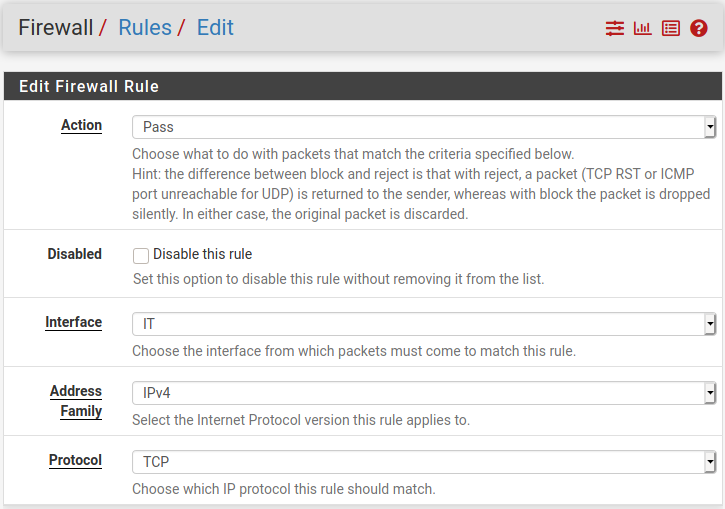 Firewall / Rules / Edit
Edit Firewall Rule
Action
Pass
Choose what to do with packets that match the criteria specified below.
Hint: the difference between block and reject is that with reject, a packet (TCP RST or ICMP
port unreachable for UDP) is returned to the sender, whereas with block the packet is dropped
silently. In either case, the original packet is discarded.
Disabled
Disable this rule
Set this option to disable this rule without removing it from the list.
Interface
IT
Choose the interface from which packets must come to match this rule.
Address
Family
IPv4
Select the Internet Protocol version this rule applies to.
Protocol
TCP
Choose which IP protocol this rule should match.